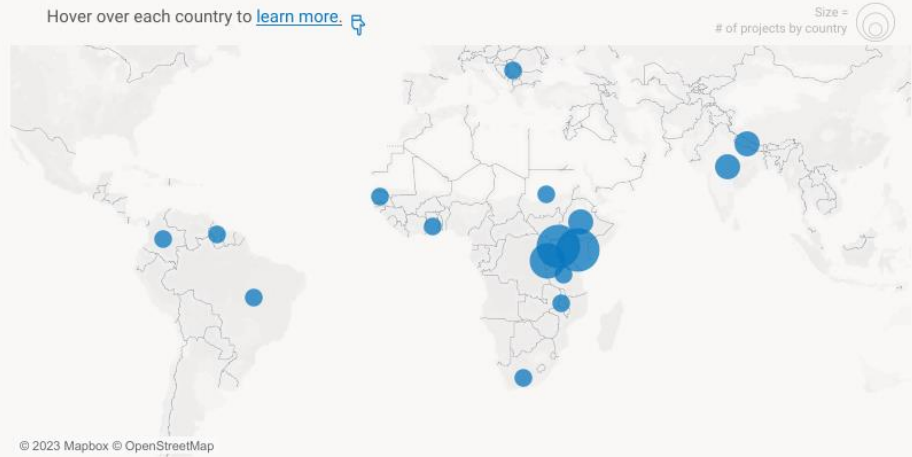 Hover over each country to learn more.
Size =
# of projects by country
© 2023 Mapbox © OpenStreetMap